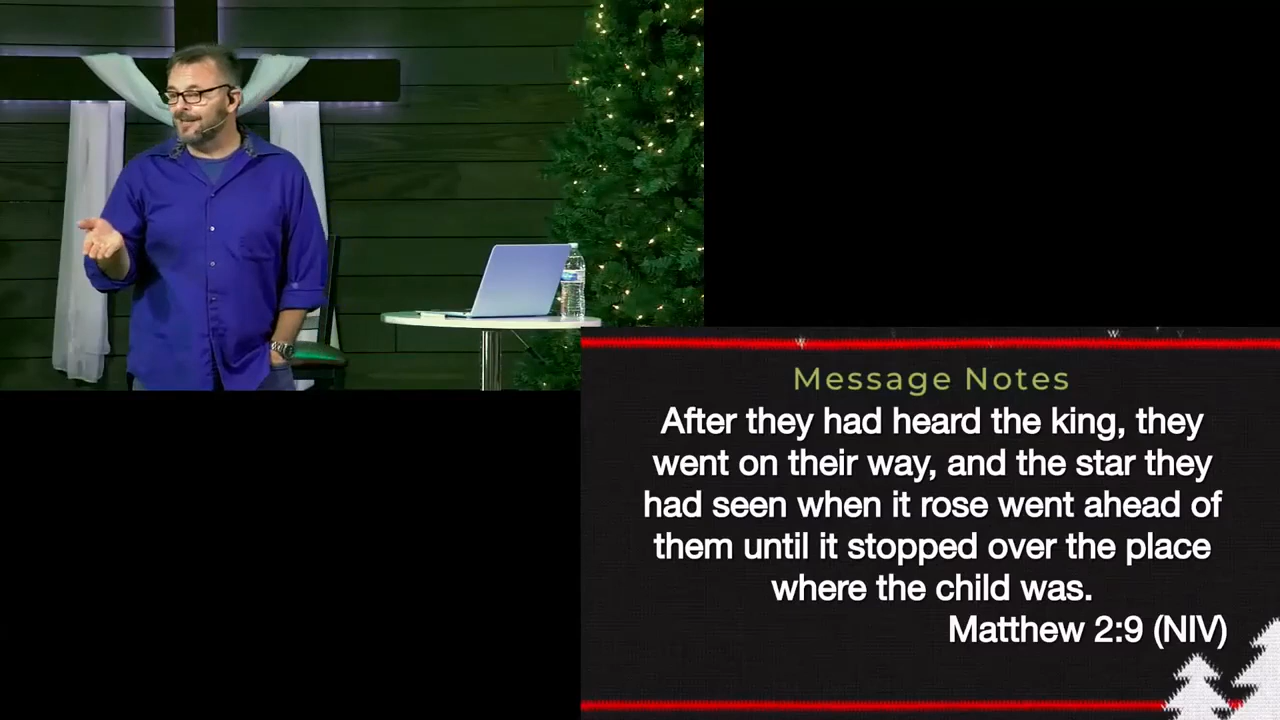 Message Notes
After they had heard the king, they
went on their way, and the star they
had seen when it rose went ahead of
them until it stopped over the place
where the child was.
Matthew 2:9 (NIV)